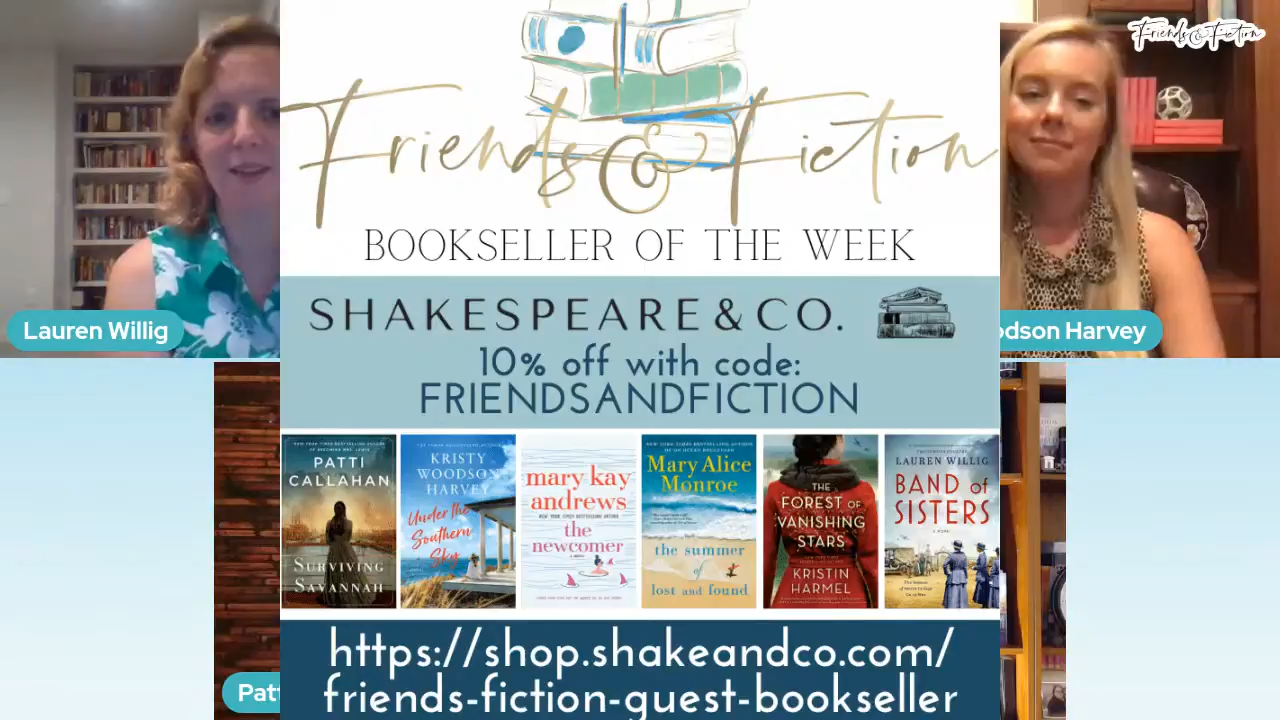 Friends & Fiction
BOOKSELLER OF THE WEEK
SHAKESPEARE & CO.
10% off with code:
FRIENDSANDFICTION
PATTI
CALLAHAN
SURVIVING
SAVANNAH
KRISTY
WOODSON
HARVEY
Under the
Southern
Sky
mary kay
andrews
the
newcomer
Mary Alice
Monroe
the summer
of
lost and found
THE
FOREST OF
VANISHING
STARS
KRISTIN
HARMEL
LAUREN WILLIG
BAND of
SISTERS
https://shop.shakeandco.com/
friends-fiction-guest-bookseller
Lauren Willig
odson Harvey
Patt
Friends & Fiction